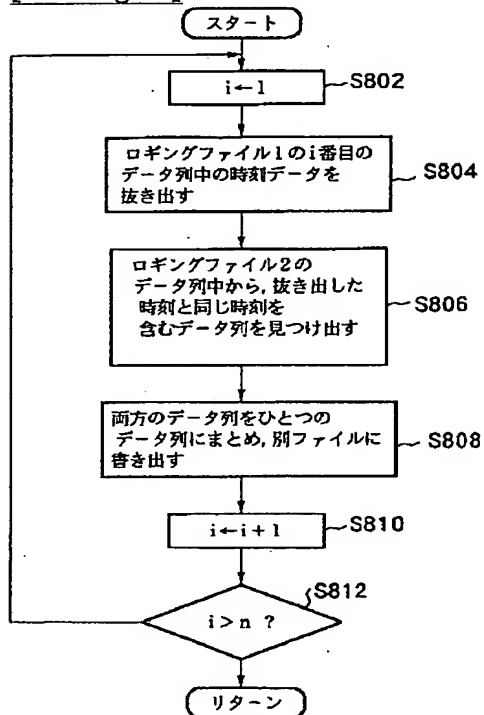 スタート
i←1
S802
ロギングファイル1のi番目の
データ列中の時刻データを
抜き出す
S804
ロギングファイル2の
データ列中から,抜き出した
時刻と同じ時刻を
含むデータ列を見つけ出す
S806
両方のデータ列をひとつの
データ列にまとめ,別ファイルに
書き出す
S808
i←i+1
S810
S812
i>n ?
リターン